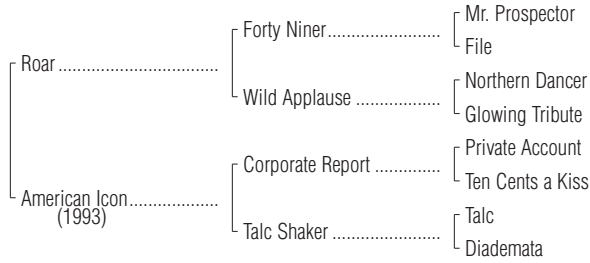 Mr. Prospector
Forty Niner............................
File
Roar ......................................
Northern Dancer
Wild Applause .....................
Glowing Tribute
Private Account
Corporate Report ................
Ten Cents a Kiss
American Icon.....................
(1993)
Talc
Talc Shaker ..........................
Diademata